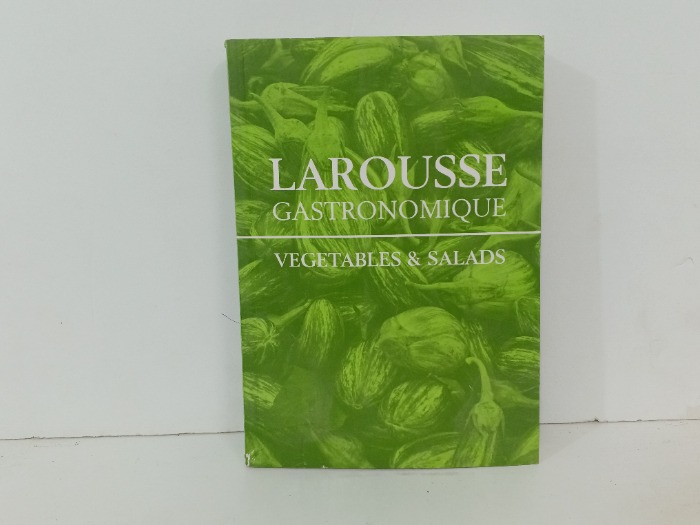 LAROUSSE
GASTRONOMIQUE
VEGETABLES & SALADS